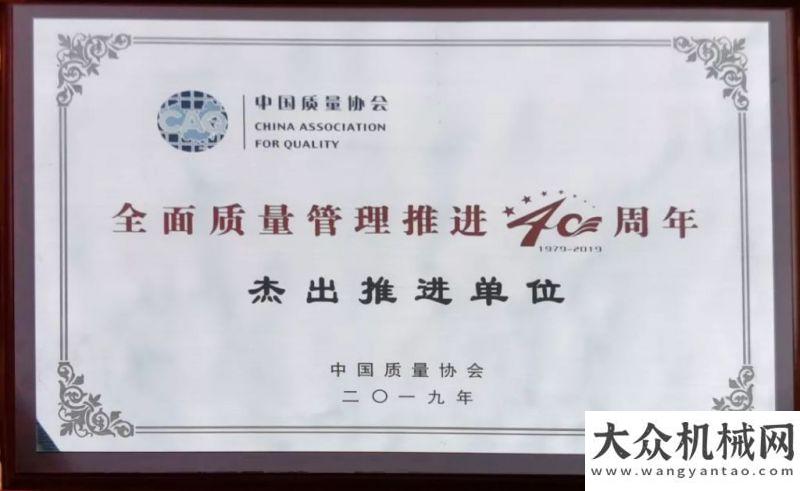 中国质量协会
CHINA ASSOCIATION
FOR QUALITY
CAQ
全面质量管理推进40周年
1979-2019
杰出推进单位
中国质量协会
二〇一九年
大众机械网
www.wangyantao.com